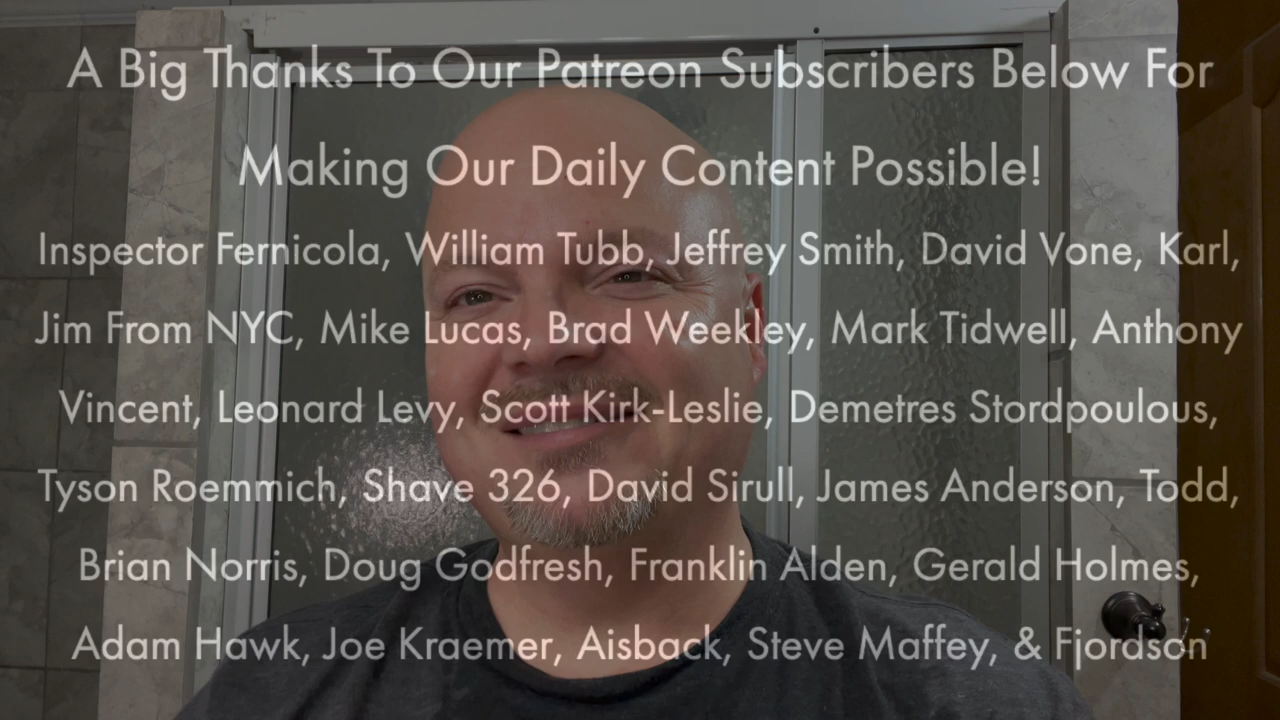 A Big Thanks To Our Patreon Subscribers Below For
Making Our Daily Content Possible!
Inspector Fernicola, William Tubb, Jeffrey Smith, David Vone, Karl,
Jim From NYC, Mike Lucas, Brad Weekley, Mark Tidwell, Anthony
Vincent, Leonard Levy, Scott Kirk-Leslie, Demetres Stordpoulous,
Tyson Roemmich, Shave 326, David Sirull, James Anderson, Todd,
Brian Norris, Doug Godfresh, Franklin Alden, Gerald Holmes,
Adam Hawk, Joe Kraemer, Aisback, Steve Maffey, & Fjordson